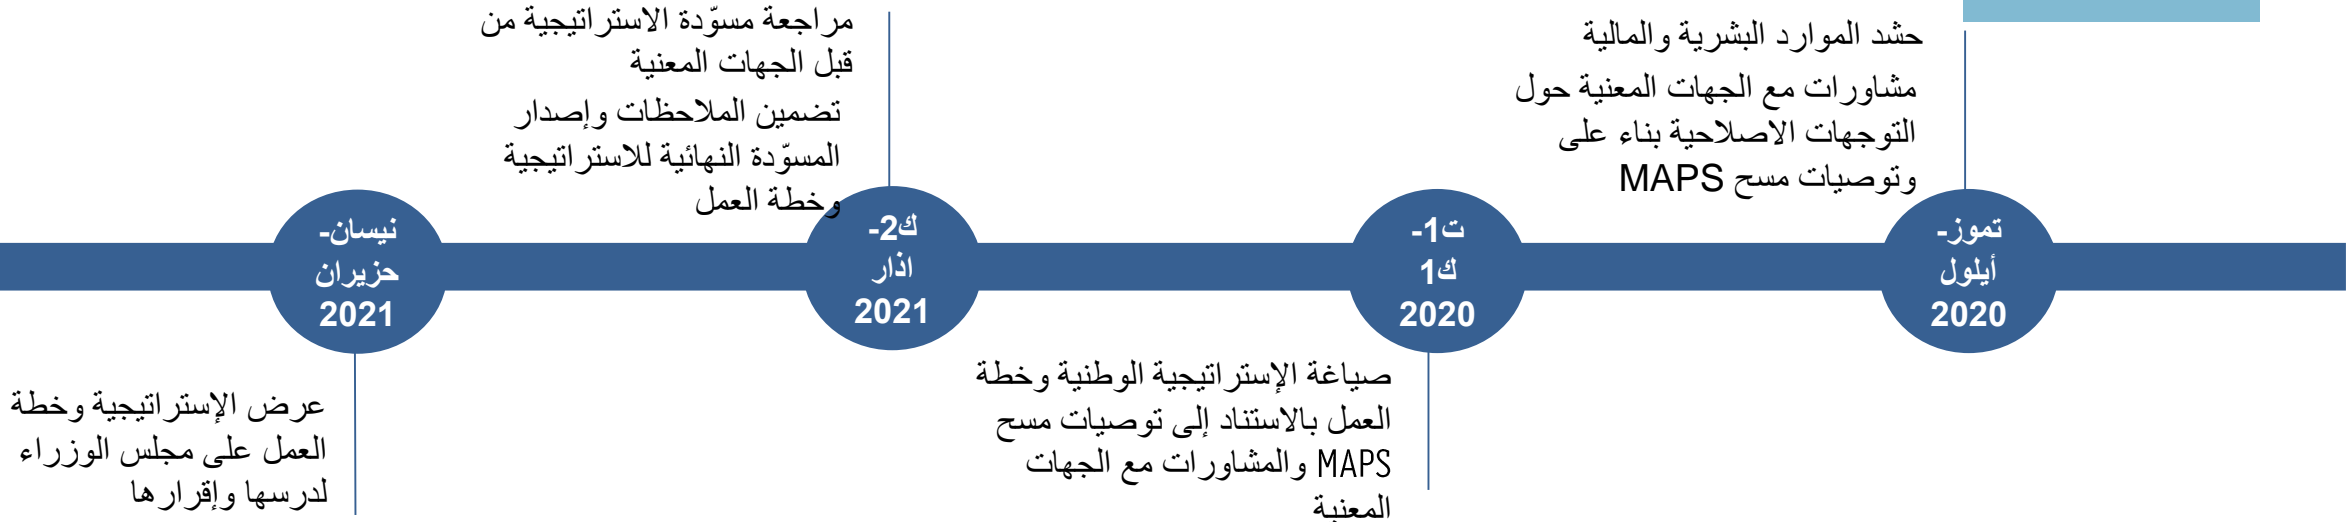 حشد الموارد البشرية والمالية
مشاورات مع الجهات المعنية حول
التوجهات الاصلاحية بناء على
وتوصيات مسح MAPS
تموز-
أيلول
2020
ت1-
ك1
2020
صياغة الإستراتيجية الوطنية وخطة
العمل بالاستناد إلى توصيات مسح
MAPS والمشاورات مع الجهات
المعنية
مراجعة مسوّدة الاستراتيجية من
قبل الجهات المعنية
تضمين الملاحظات وإصدار
المسوّدة النهائية للاستراتيجية
وخطة العمل
ك2-
اذار
2021
نيسان-
حزيران
2021
عرض الإستراتيجية وخطة
العمل على مجلس الوزراء
لدرسها وإقرارها